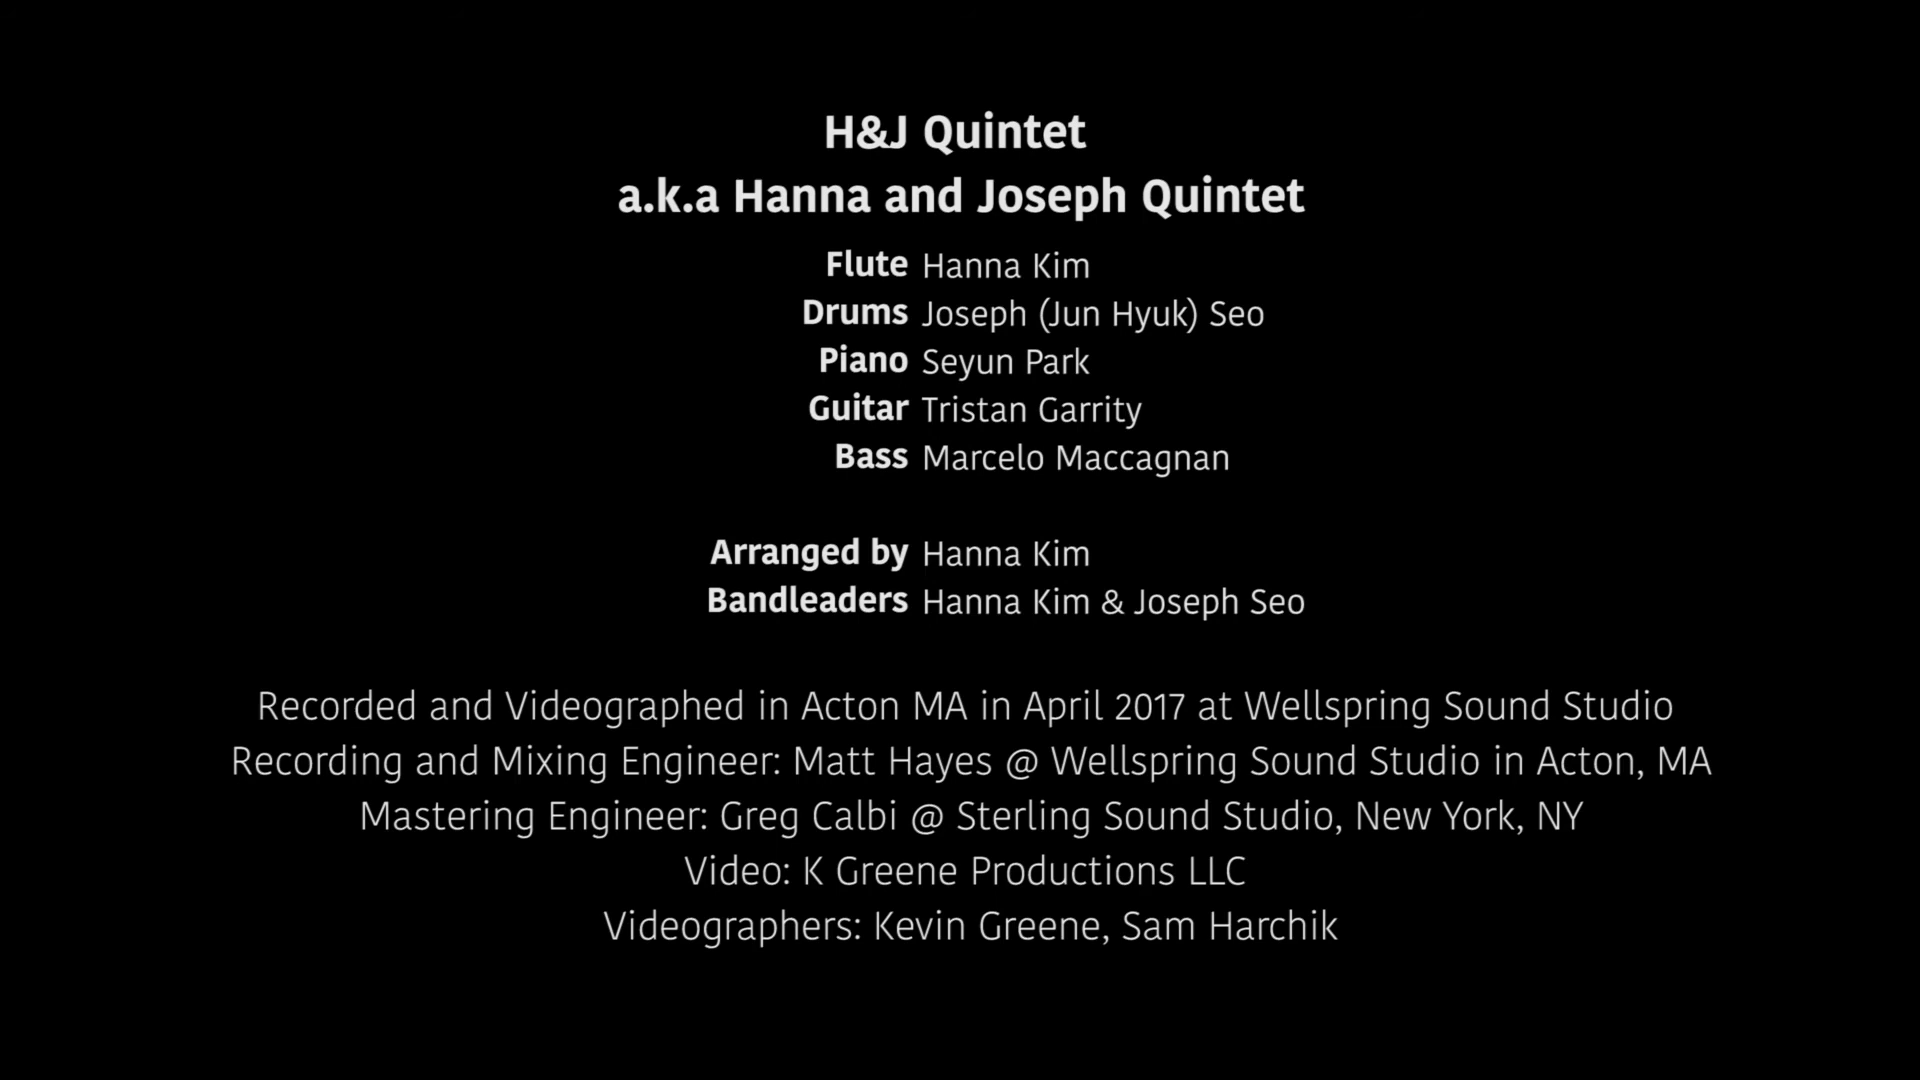 H&J Quintet
a.k.a Hanna and Joseph Quintet
Flute Hanna Kim
Drums Joseph (Jun Hyuk) Seo
Piano Seyun Park
Guitar Tristan Garrity
Bass Marcelo Maccagnan
Arranged by Hanna Kim
Bandleaders Hanna Kim & Joseph Seo
Recorded and Videographed in Acton MA in April 2017 at Wellspring Sound Studio
Recording and Mixing Engineer: Matt Hayes @ Wellspring Sound Studio in Acton, MA
Mastering Engineer: Greg Calbi @ Sterling Sound Studio, New York, NY
Video: K Greene Productions LLC
Videographers: Kevin Greene, Sam Harchik